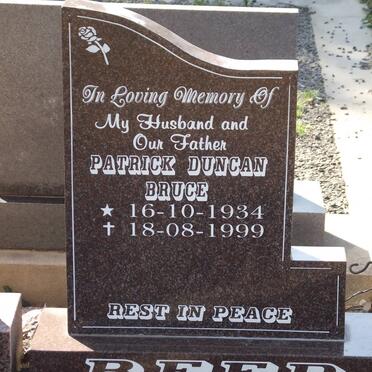 In Loving Memory Of
My Husband and
Our Father
PATRICK DUNCAN
BRUCE
★ 16-10-1934
✝ 18-08-1999
REST IN PEACE